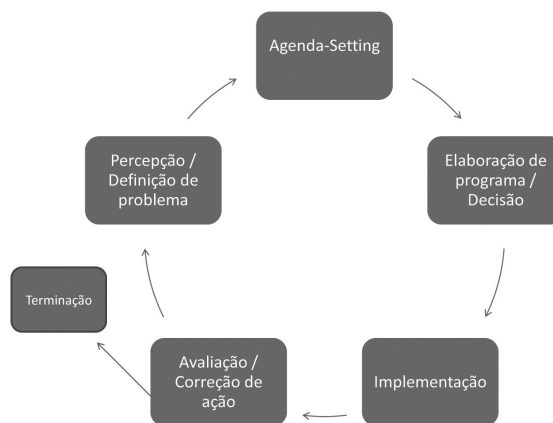 Agenda-Setting
Percepção /
Definição de
problema
Elaboração de
programa /
Decisão
Terminação
Avaliação /
Correção de
ação
Implementação